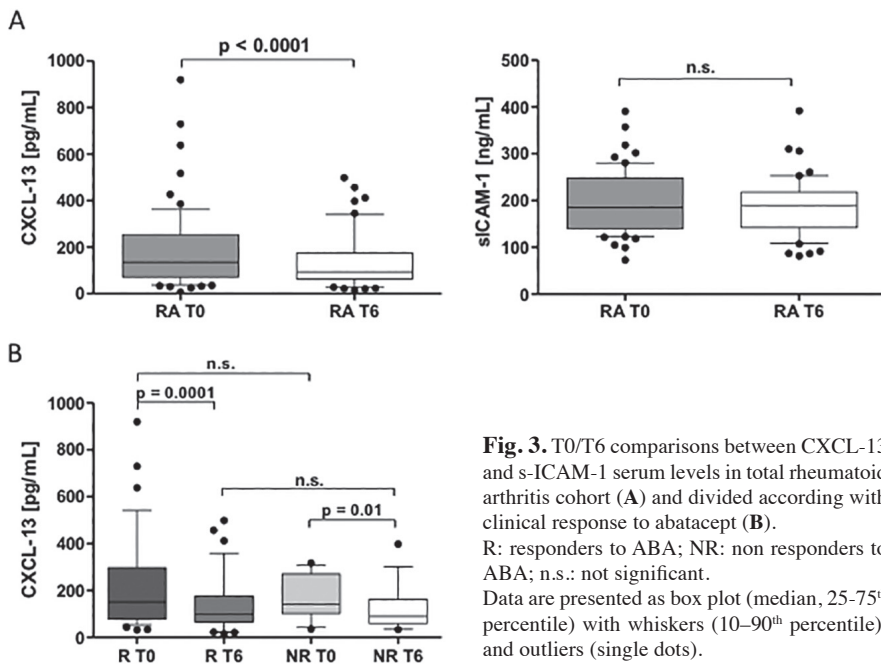 A
p < 0.0001
CXCL-13 [pg/mL]
1000
800
600
400
200
0
RA T0
RA T6
n.s.
sICAM-1 [ng/mL]
500
400
300
200
100
0
RA T0
RA T6
B
n.s.
p = 0.0001
n.s.
p = 0.01
CXCL-13 [pg/mL]
1000
800
600
400
200
0
R T0
R T6
NR T0
NR T6
Fig. 3. T0/T6 comparisons between CXCL-13
and s-ICAM-1 serum levels in total rheumatoid
arthritis cohort (A) and divided according with
clinical response to abatacept (B).
R: responders to ABA; NR: non responders to
ABA; n.s.: not significant.
Data are presented as box plot (median, 25-75th
percentile) with whiskers (10–90th percentile)
and outliers (single dots).